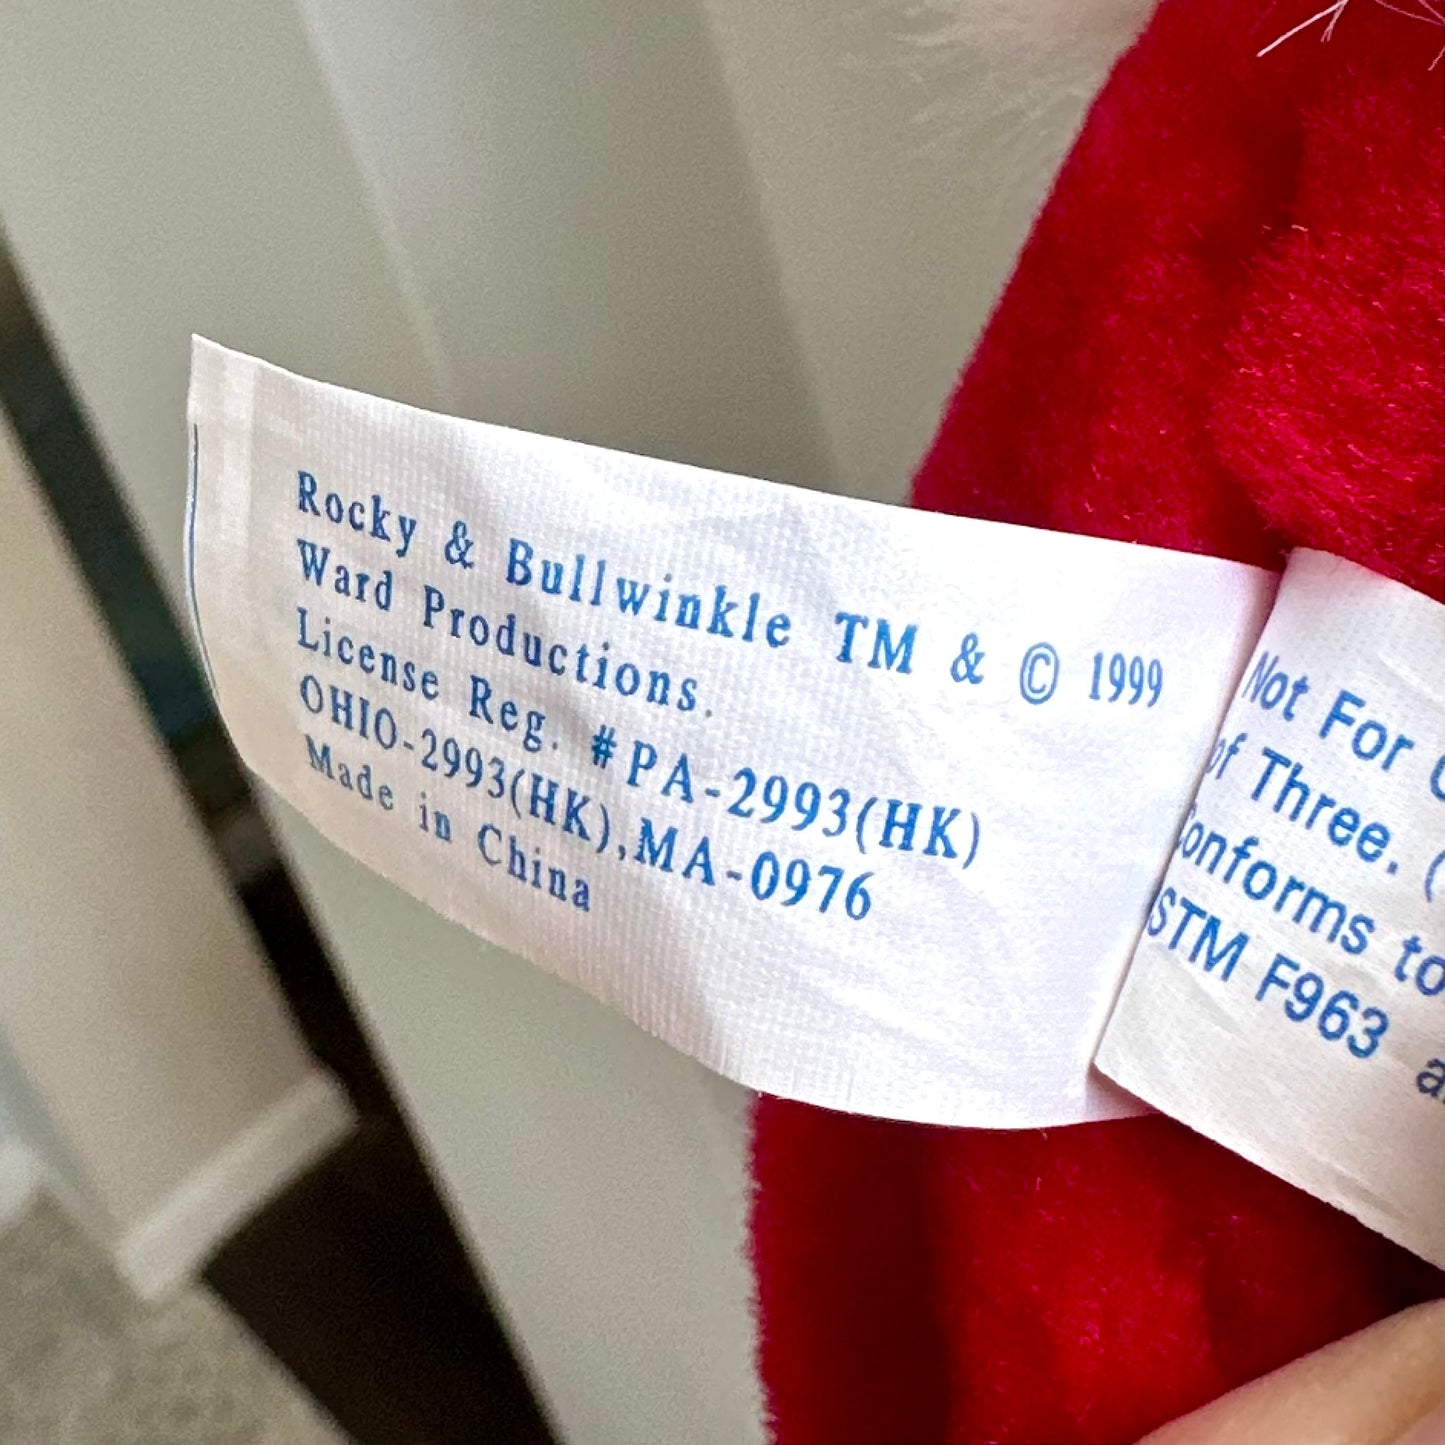 Rocky & Bullwinkle TM & © 1999
Ward Productions.
License Reg. #PA-2993(HK)
OHIO-2993(HK),MA-0976
Made in China
Not For
of Three. (
Conforms to
STM F963